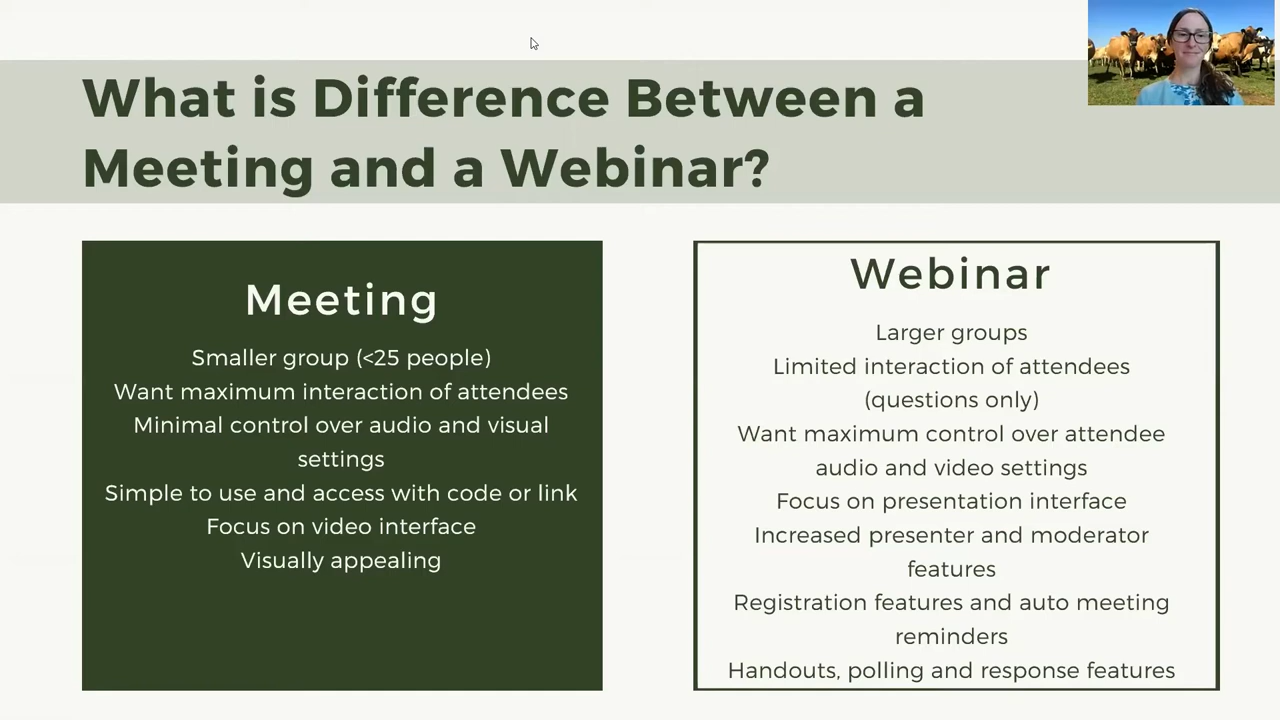 What is Difference Between a
Meeting and a Webinar?
Meeting
Smaller group (<25 people)
Want maximum interaction of attendees
Minimal control over audio and visual
settings
Simple to use and access with code or link
Focus on video interface
Visually appealing
Webinar
Larger groups
Limited interaction of attendees
(questions only)
Want maximum control over attendee
audio and video settings
Focus on presentation interface
Increased presenter and moderator
features
Registration features and auto meeting
reminders
Handouts, polling and response features